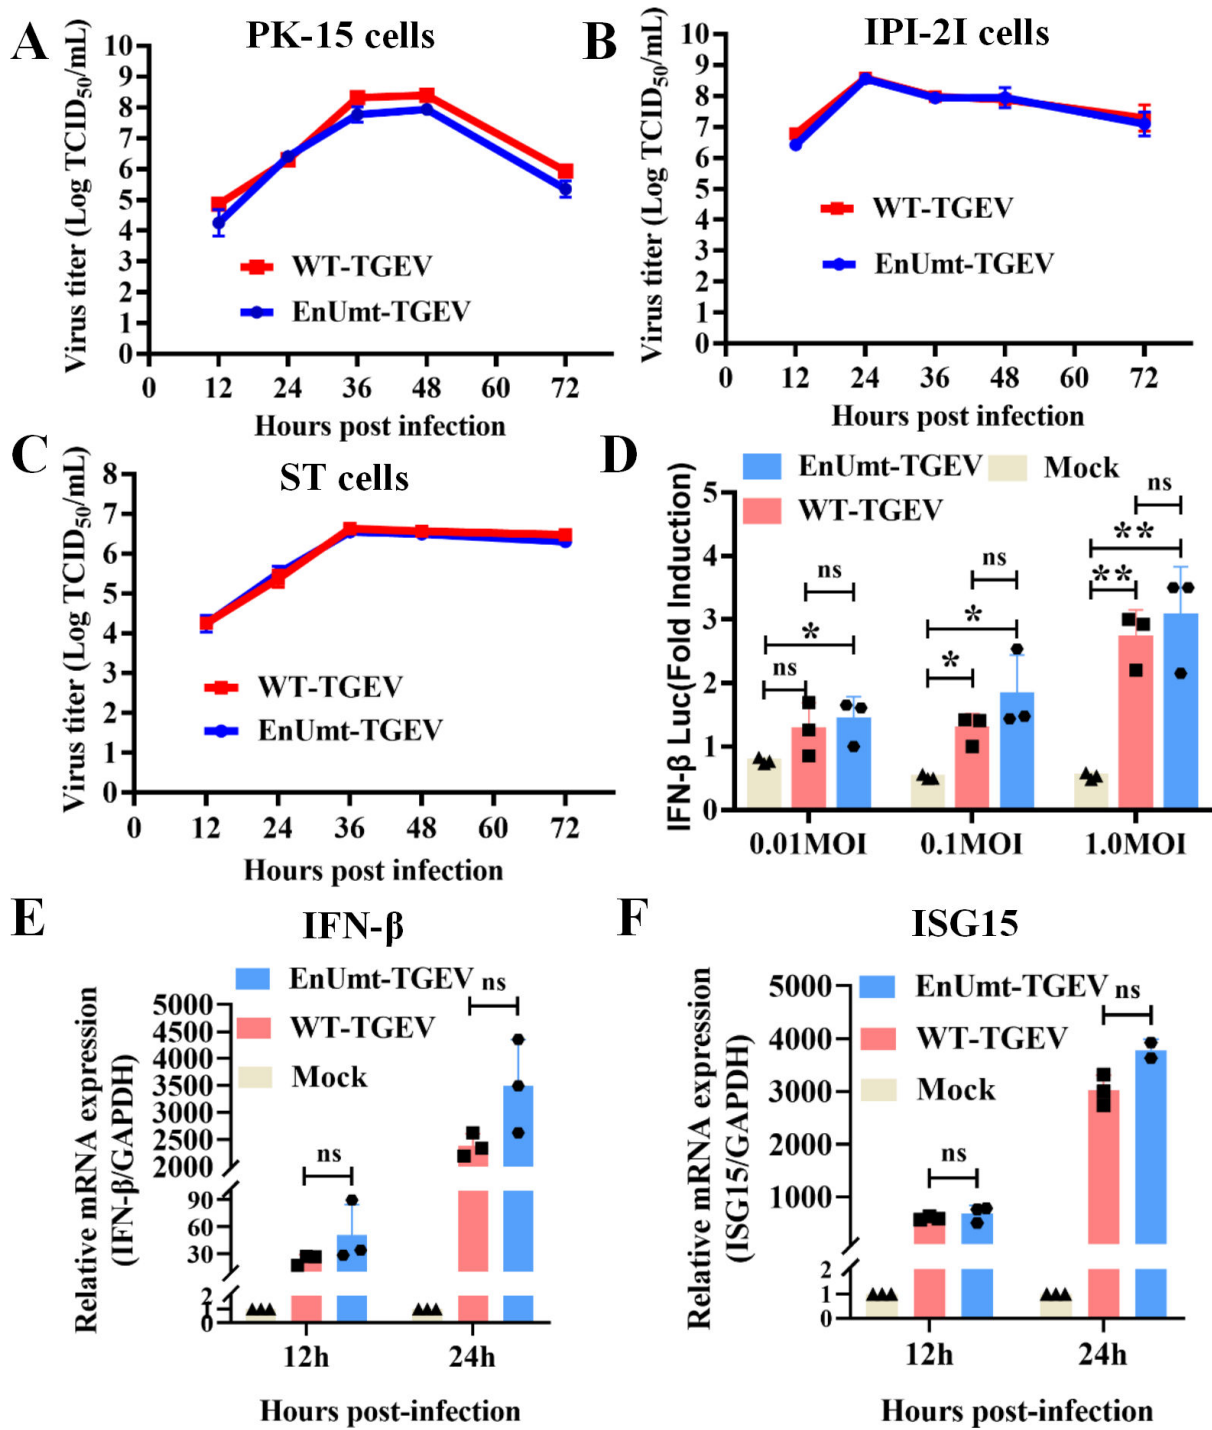 A
PK-15 cells
Virus titer (Log TCID50/mL)
10
9
8
7
6
5
4
3
2
1
0
WT-TGEV
EnUmt-TGEV
0 12 24 36 48 60 72
Hours post infection
B
IPI-2I cells
Virus titer (Log TCID50/mL)
10
9
8
7
6
5
4
3
2
1
0
WT-TGEV
EnUmt-TGEV
0 12 24 36 48 60 72
Hours post infection
C
ST cells
Virus titer (Log TCID50/mL)
8
7
6
5
4
3
2
1
0
WT-TGEV
EnUmt-TGEV
0 12 24 36 48 60 72
Hours post infection
D
EnUmt-TGEV Mock
WT-TGEV
IFN-β Luc(Fold Induction)
5
4
3
2
1
0
ns
*
ns
ns
*
*
ns
**
**
0.01MOI 0.1MOI 1.0MOI
E
IFN-β
EnUmt-TGEV
WT-TGEV
Mock
Relative mRNA expression
(IFN-β/GAPDH)
5000
4500
4000
3500
3000
2500
2000
90
60
30
2
1
0
ns
ns
12h 24h
Hours post-infection
F
ISG15
EnUmt-TGEV
WT-TGEV
Mock
Relative mRNA expression
(ISG15/GAPDH)
5000
4000
3000
2000
1000
2
1
0
ns
ns
12h 24h
Hours post-infection